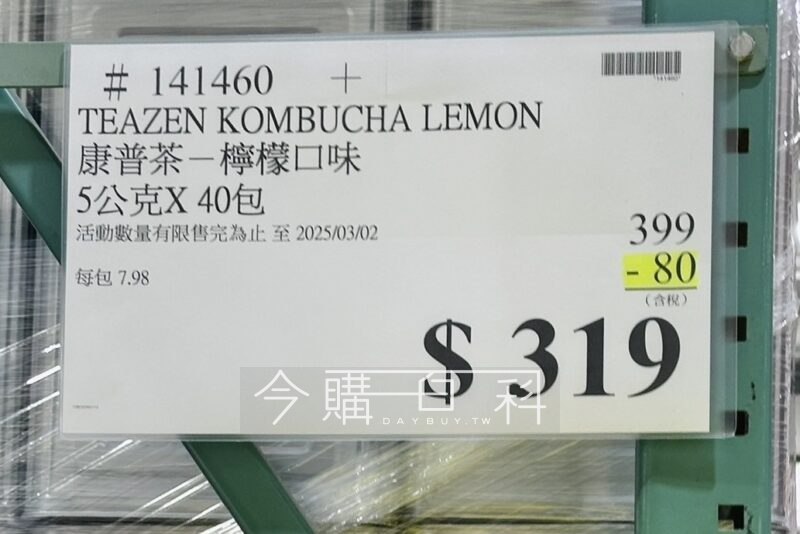 # 141460 +
141460
TEAZEN KOMBUCHA LEMON
康普茶－檸檬口味
5公克X 40包
活動數量有限售完為止 至 2025/03/02
399
- 80
每包 7.98
(含稅)
$ 319
今購百科
DAYBUY.TW